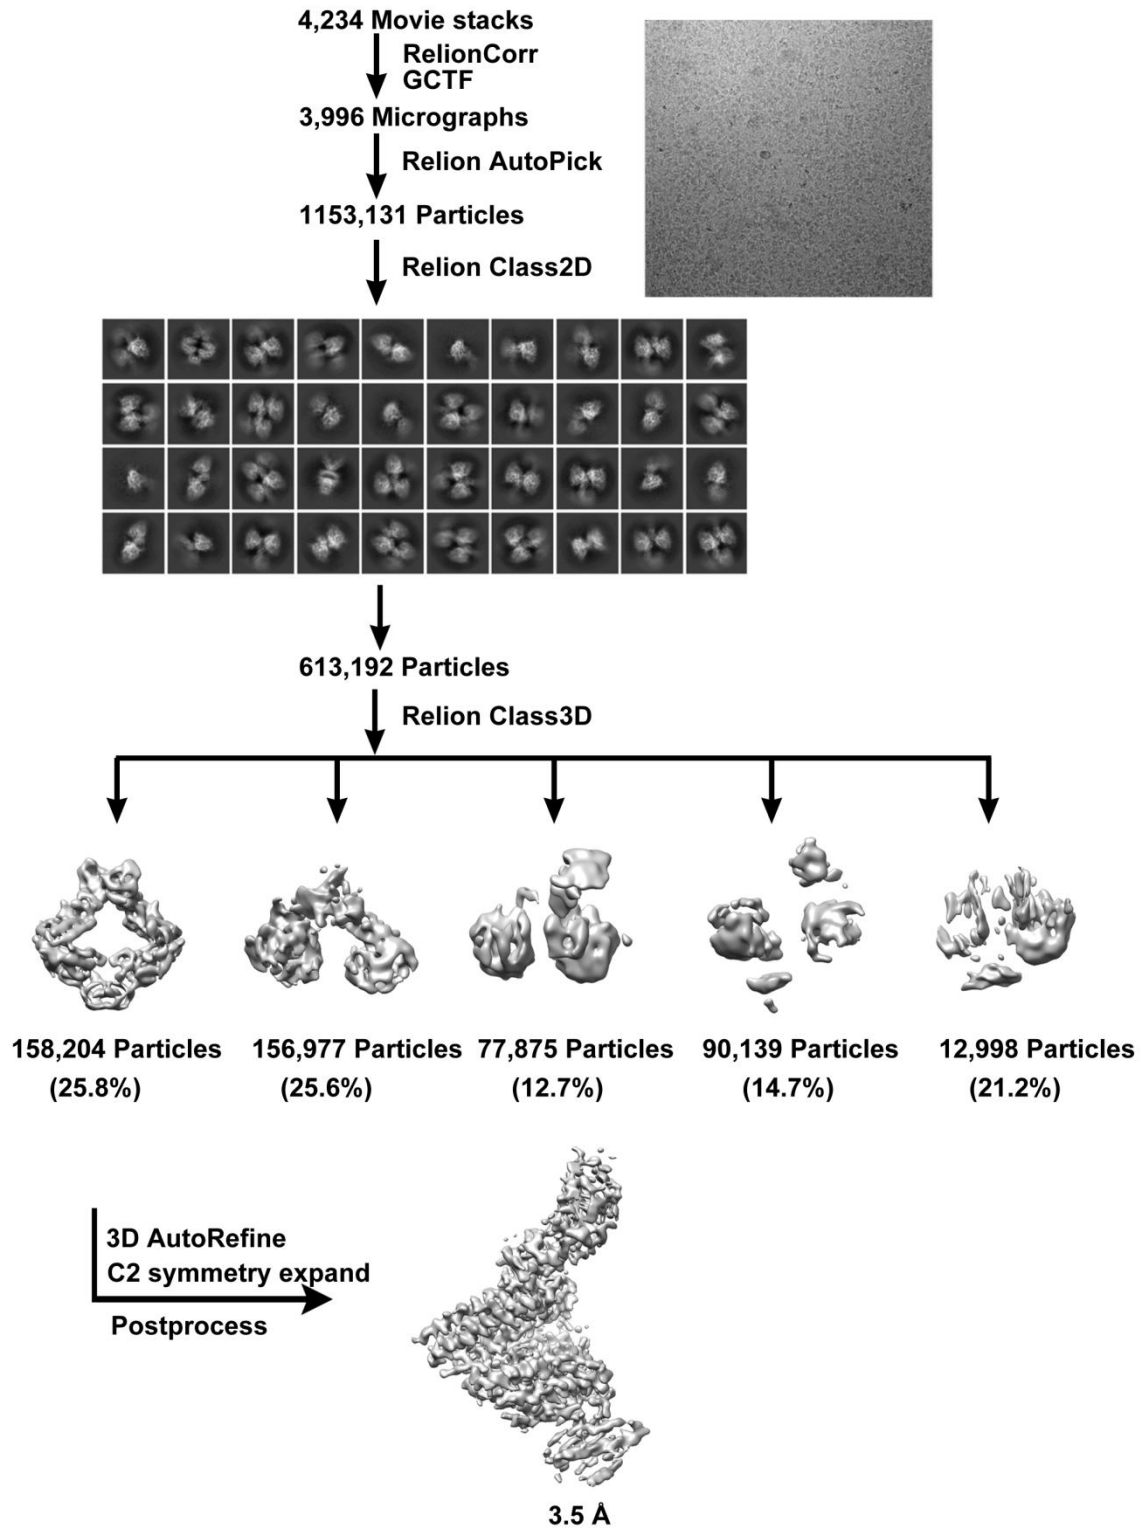 4,234 Movie stacks
RelionCorr
GCTF
3,996 Micrographs
Relion AutoPick
1153,131 Particles
Relion Class2D
613,192 Particles
Relion Class3D
158,204 Particles
(25.8%)
156,977 Particles
(25.6%)
77,875 Particles
(12.7%)
90,139 Particles
(14.7%)
12,998 Particles
(21.2%)
3D AutoRefine
C2 symmetry expand
Postprocess
3.5 Å